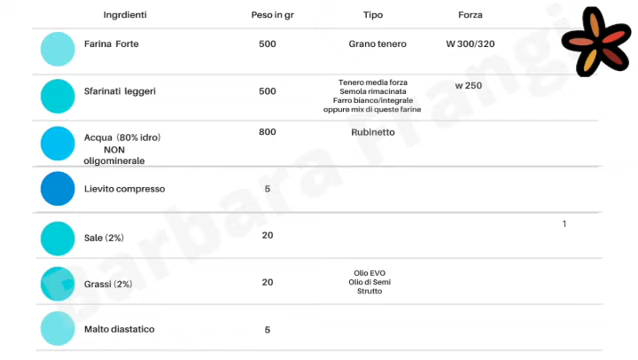 Ingrdienti Peso in gr Tipo Forza
Farina Forte 500 Grano tenero W 300/320
Sfarinati leggeri 500 Tenero media forza w 250
Semola rimacinata
Farro bianco/integrale
oppure mix di queste farine
Acqua (80% idro) 800 Rubinetto
NON
oligominerale
Lievito compresso 5
1
Sale (2%) 20
Grassi (2%) 20 Olio EVO
Olio di Semi
Strutto
Malto diastatico 5
Barbara Frangi